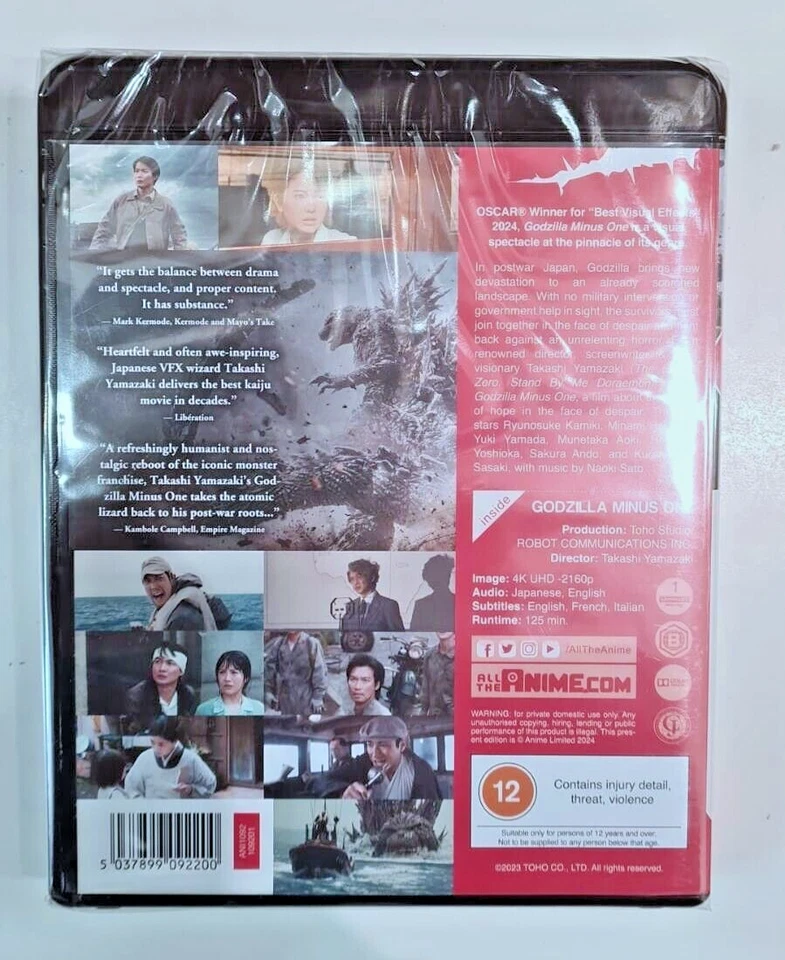 "It gets the balance between drama
and spectacle, and proper content.
It has substance."
— Mark Kermode, Kermode and Mayo's Take
"Heartfelt and often awe-inspiring,
Japanese VFX wizard Takashi
Yamazaki delivers the best kaiju
movie in decades."
— Libération
"A refreshingly humanist and nos-
talgic reboot of the iconic monster
franchise, Takashi Yamazaki's God-
zilla Minus One takes the atomic
lizard back to his post-war roots..."
— Kambole Campbell, Empire Magazine
5 037899 092200
ANI1092
109201
OSCAR® Winner for "Best Visual Effects"
2024, Godzilla Minus One is a visual
spectacle at the pinnacle of its genre.
In postwar Japan, Godzilla brings new
devastation to an already scorched
landscape. With no military intervention or
government help in sight, the survivors
join together in the face of despair and
back against an unrelenting horror.
renowned director, screenwriter
visionary Takashi Yamazaki
Zero, Stand By Me Doraemon
Godzilla Minus One, a film about
of hope in the face of despair
stars Ryunosuke Kamiki, Minami
Yuki Yamada, Munetaka Aoki,
Yoshioka, Sakura Ando, and
Sasaki, with music by Naoki Sato.
inside
GODZILLA MINUS
Production: Toho Studios
ROBOT COMMUNICATIONS INC.
Director: Takashi Yamazaki
Image: 4K UHD -2160p
Audio: Japanese, English
Subtitles: English, French, Italian
Runtime: 125 min.
/AllTheAnime
ALL THE ANIME.COM
WARNING: for private domestic use only. Any
unauthorised copying, hiring, lending or public
performance of this product is illegal. This pres-
ent edition is © Anime Limited 2024
1
B
12
Contains injury detail,
threat, violence
Suitable only for persons of 12 years and over.
Not to be supplied to any person below that age.
©2023 TOHO CO., LTD. All rights reserved.